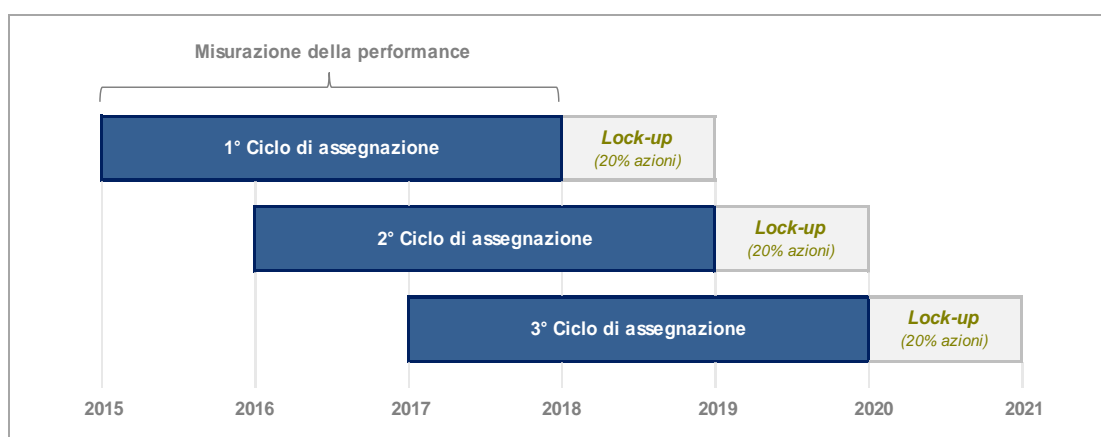 Misurazione della performance
1° Ciclo di assegnazione
Lock-up
(20% azioni)
2° Ciclo di assegnazione
Lock-up
(20% azioni)
3° Ciclo di assegnazione
Lock-up
(20% azioni)
2015 2016 2017 2018 2019 2020 2021